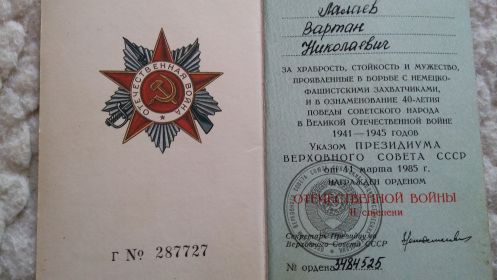 ОТЕЧЕСТВЕННАЯ ВОЙНА
Г № 287727
Лалаев
Вартан
Николаевич
ЗА ХРАБРОСТЬ, СТОЙКОСТЬ И МУЖЕСТВО,
ПРОЯВЛЕННЫЕ В БОРЬБЕ С НЕМЕЦКО-
ФАШИСТСКИМИ ЗАХВАТЧИКАМИ,
И В ОЗНАМЕНОВАНИЕ 40-ЛЕТИЯ
ПОБЕДЫ СОВЕТСКОГО НАРОДА
В ВЕЛИКОЙ ОТЕЧЕСТВЕННОЙ ВОЙНЕ
1941—1945 ГОДОВ
УКАЗОМ ПРЕЗИДИУМА
ВЕРХОВНОГО СОВЕТА СССР
от 11 марта 1985 г.
НАГРАЖДЕН ОРДЕНОМ
ОТЕЧЕСТВЕННОЙ ВОЙНЫ
II степени
Секретарь Президиума
Верховного Совета СССР
№ ордена 3484525